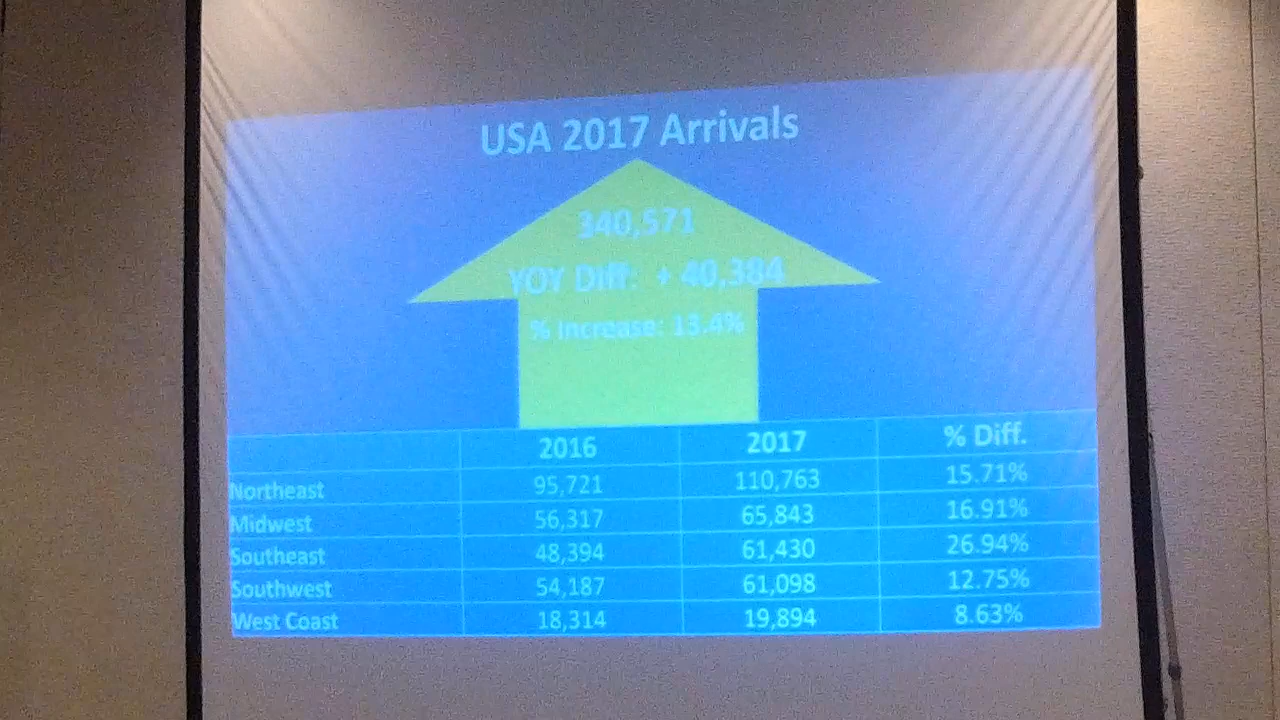 USA 2017 Arrivals
340,571
YOY Diff: + 40,384
% Increase: 13.4%
2016 2017 % Diff.
Northeast 95,721 110,763 15.71%
Midwest 56,317 65,843 16.91%
Southeast 48,394 61,430 26.94%
Southwest 54,187 61,098 12.75%
West Coast 18,314 19,894 8.63%